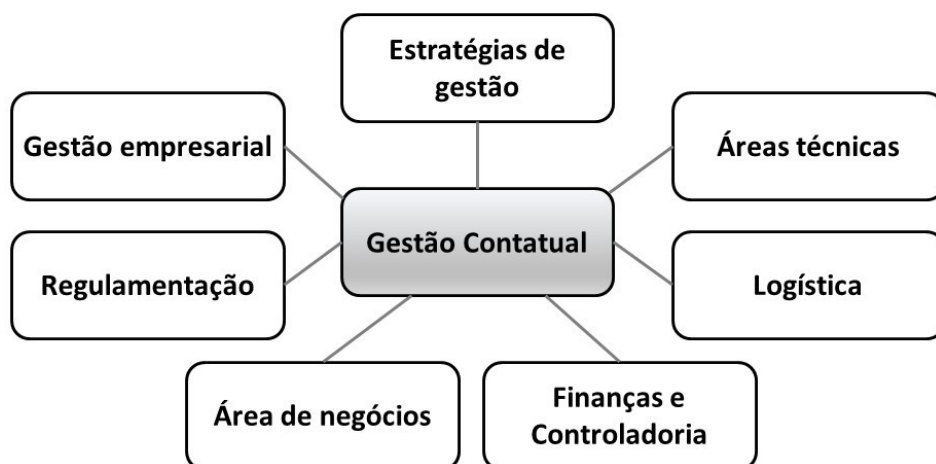 Estratégias de
gestão
Gestão empresarial
Áreas técnicas
Gestão Contatual
Regulamentação
Logística
Área de negócios
Finanças e
Controladoria